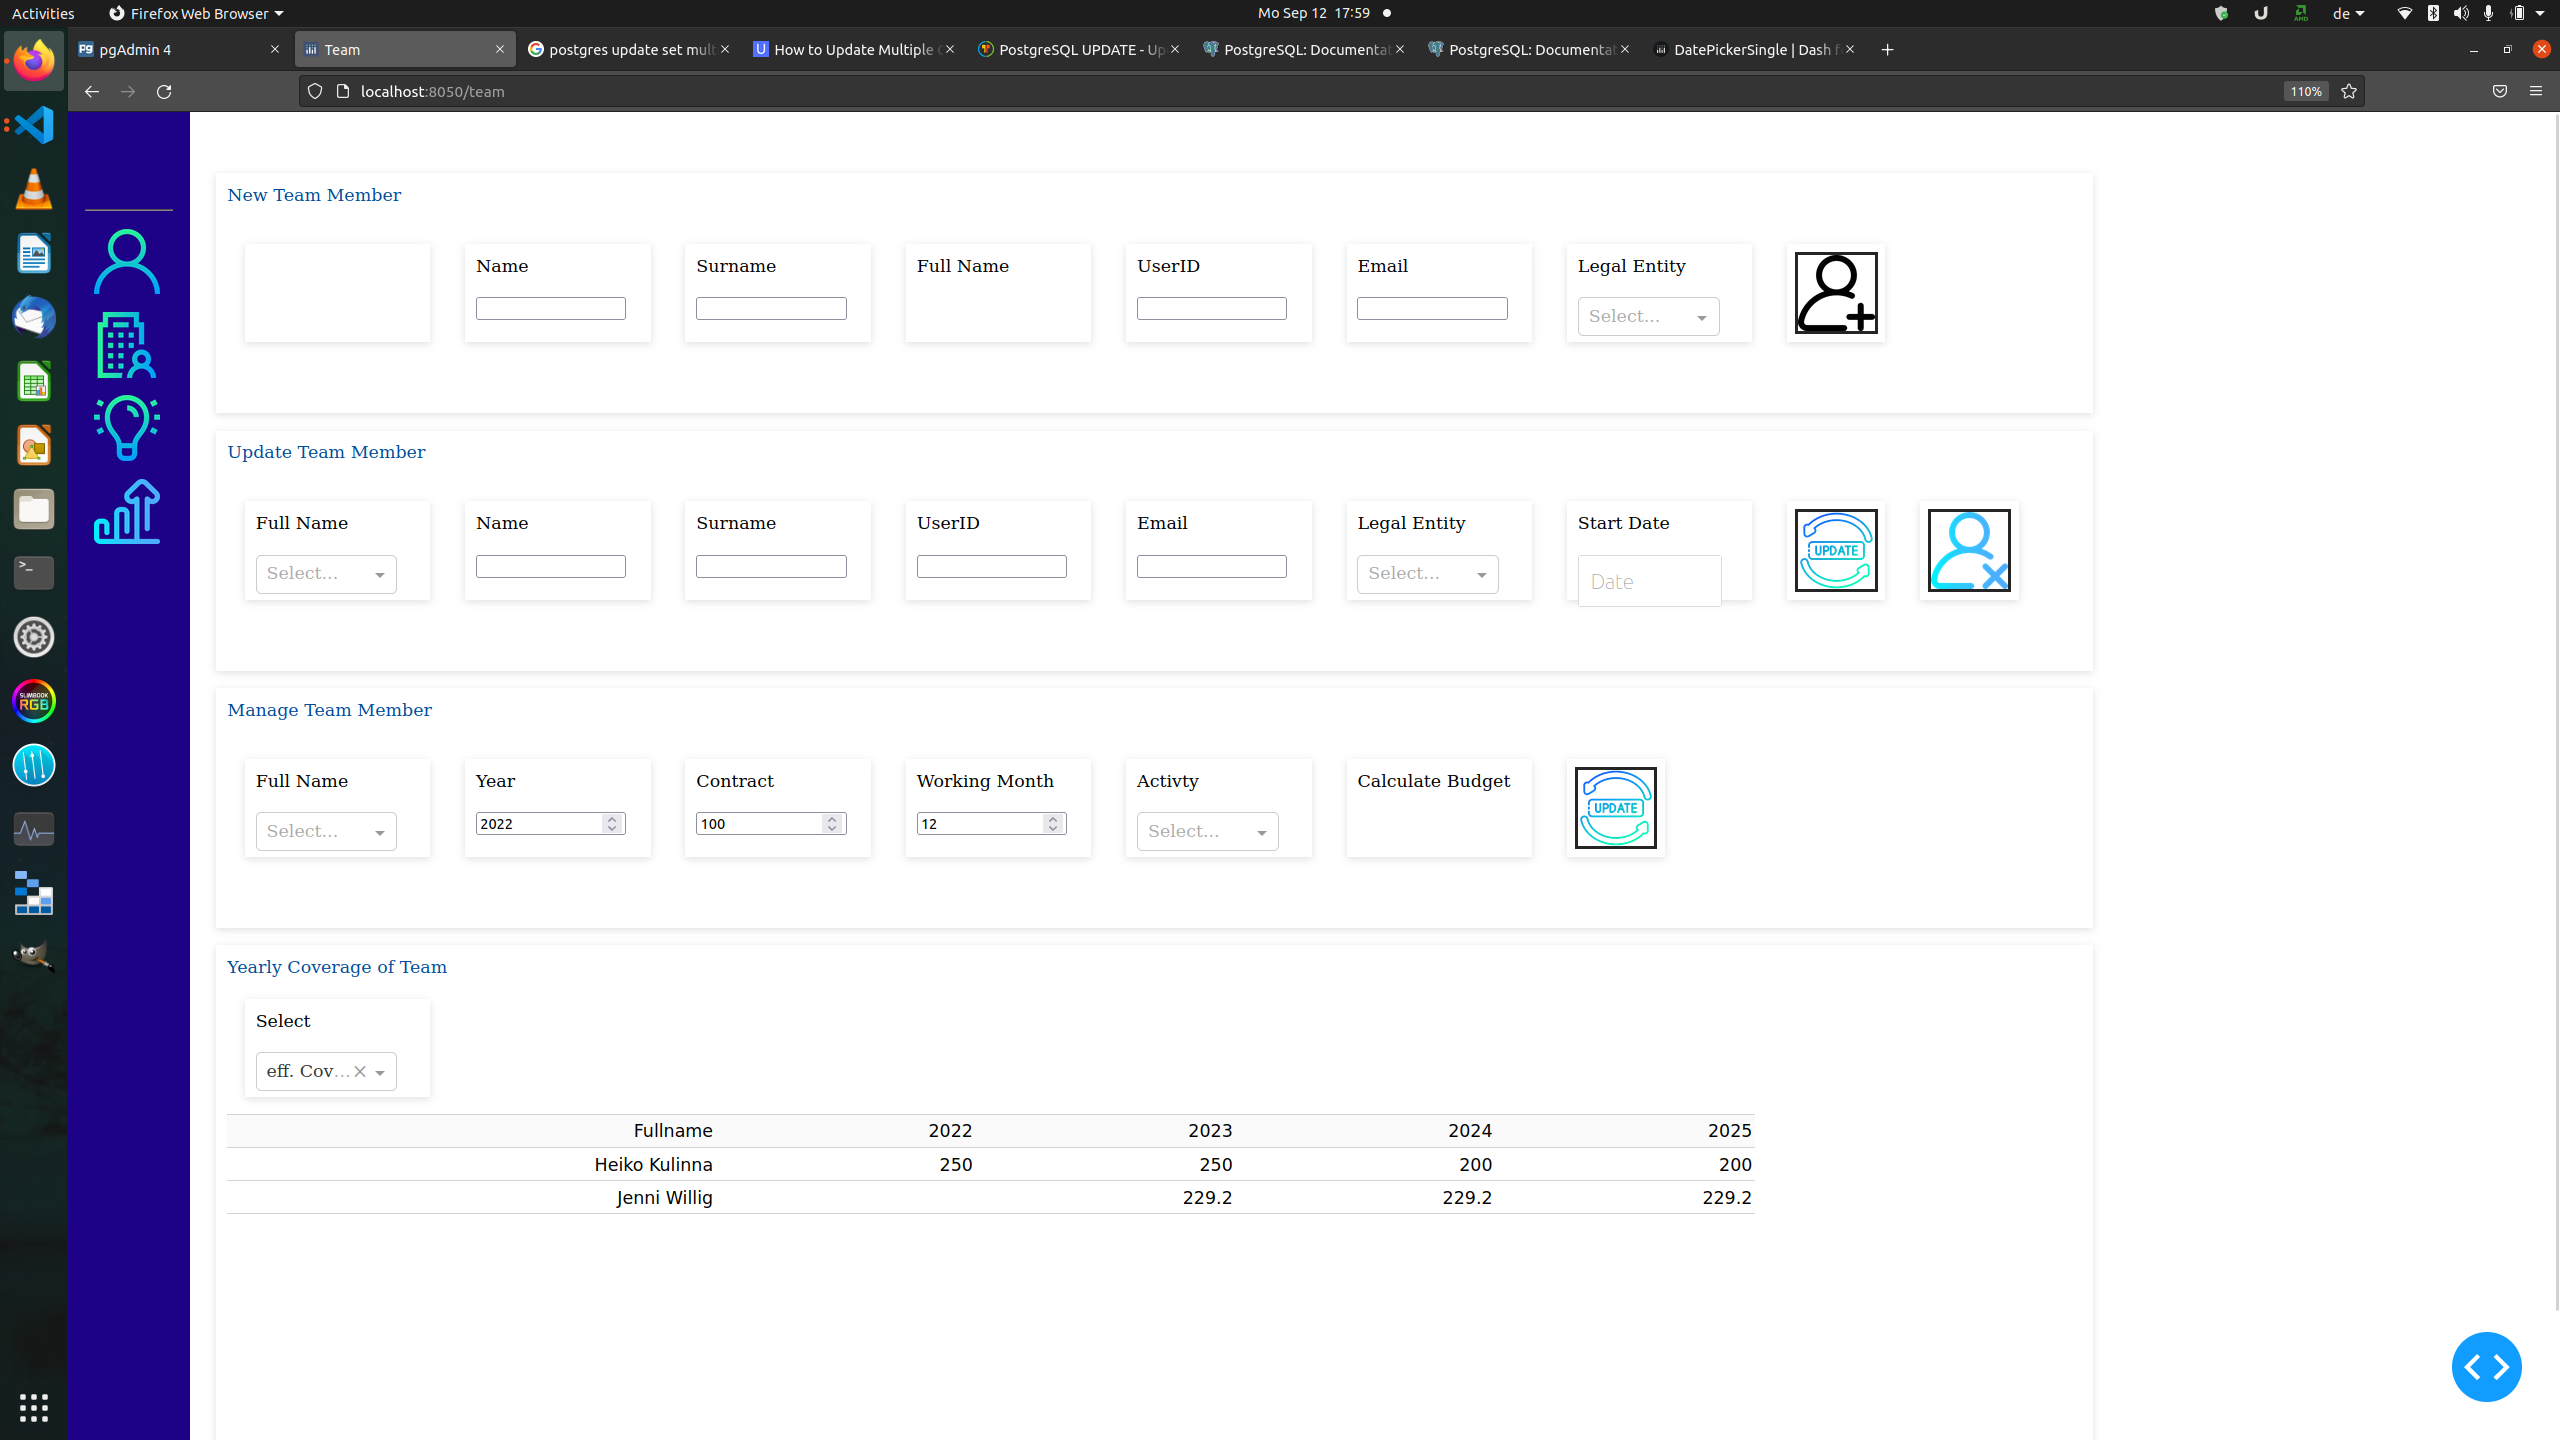 Activities Firefox Web Browser Mo Sep 12 17:59 de
pgAdmin 4 Team postgres update set mult How to Update Multiple PostgreSQL UPDATE - Up PostgreSQL: Documentat PostgreSQL: Documentat DatePickerSingle | Dash f
localhost:8050/team 110%
New Team Member
Name Surname Full Name UserID Email Legal Entity
Select...
Update Team Member
Full Name Name Surname UserID Email Legal Entity Start Date
Select... Select... Date UPDATE
Manage Team Member
Full Name Year Contract Working Month Activty Calculate Budget
Select... 2022 100 12 Select... UPDATE
Yearly Coverage of Team
Select
eff. Cov...
Fullname 2022 2023 2024 2025
Heiko Kulinna 250 250 200 200
Jenni Willig 229.2 229.2 229.2
SLIMBOOK
RGB